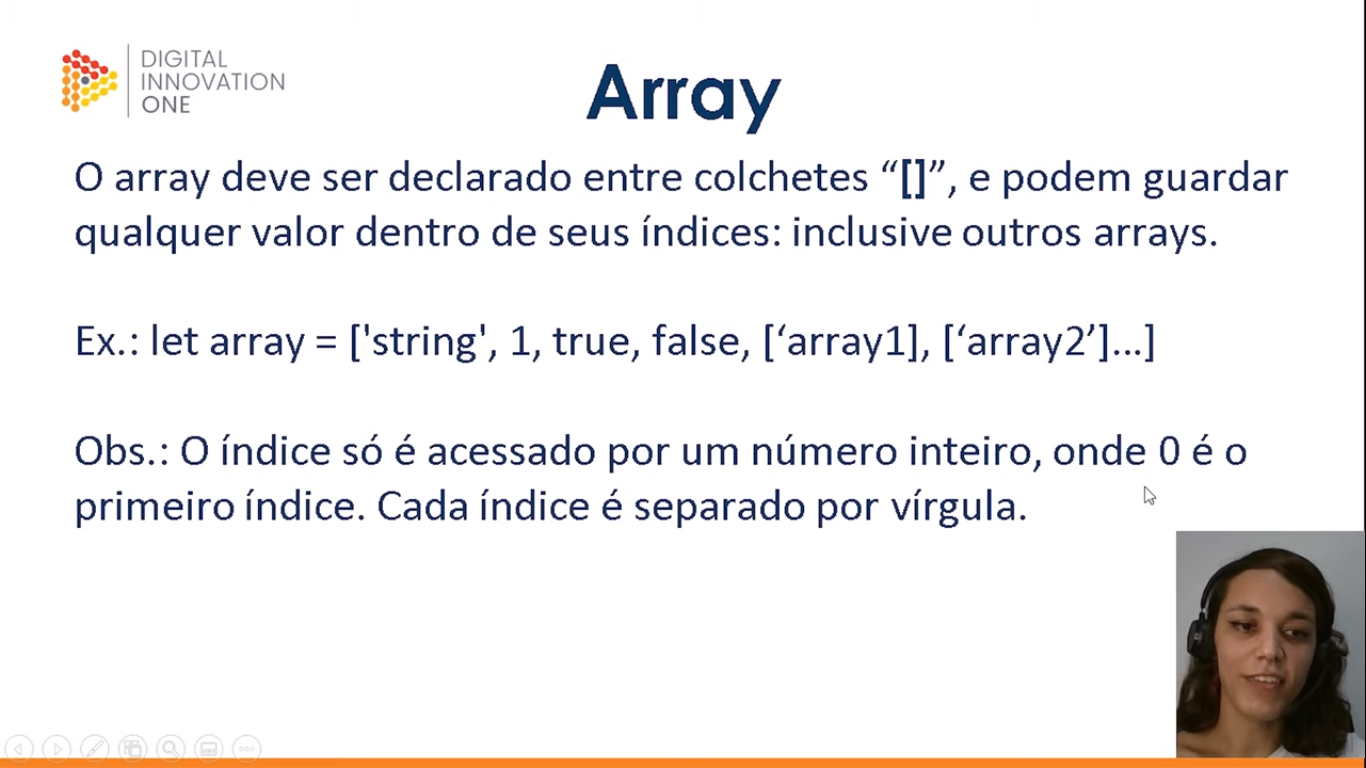 DIGITAL
INNOVATION
ONE
Array
O array deve ser declarado entre colchetes “[]”, e podem guardar
qualquer valor dentro de seus índices: inclusive outros arrays.
Ex.: let array = ['string', 1, true, false, [‘array1], [‘array2’]...]
Obs.: O índice só é acessado por um número inteiro, onde 0 é o
primeiro índice. Cada índice é separado por vírgula.